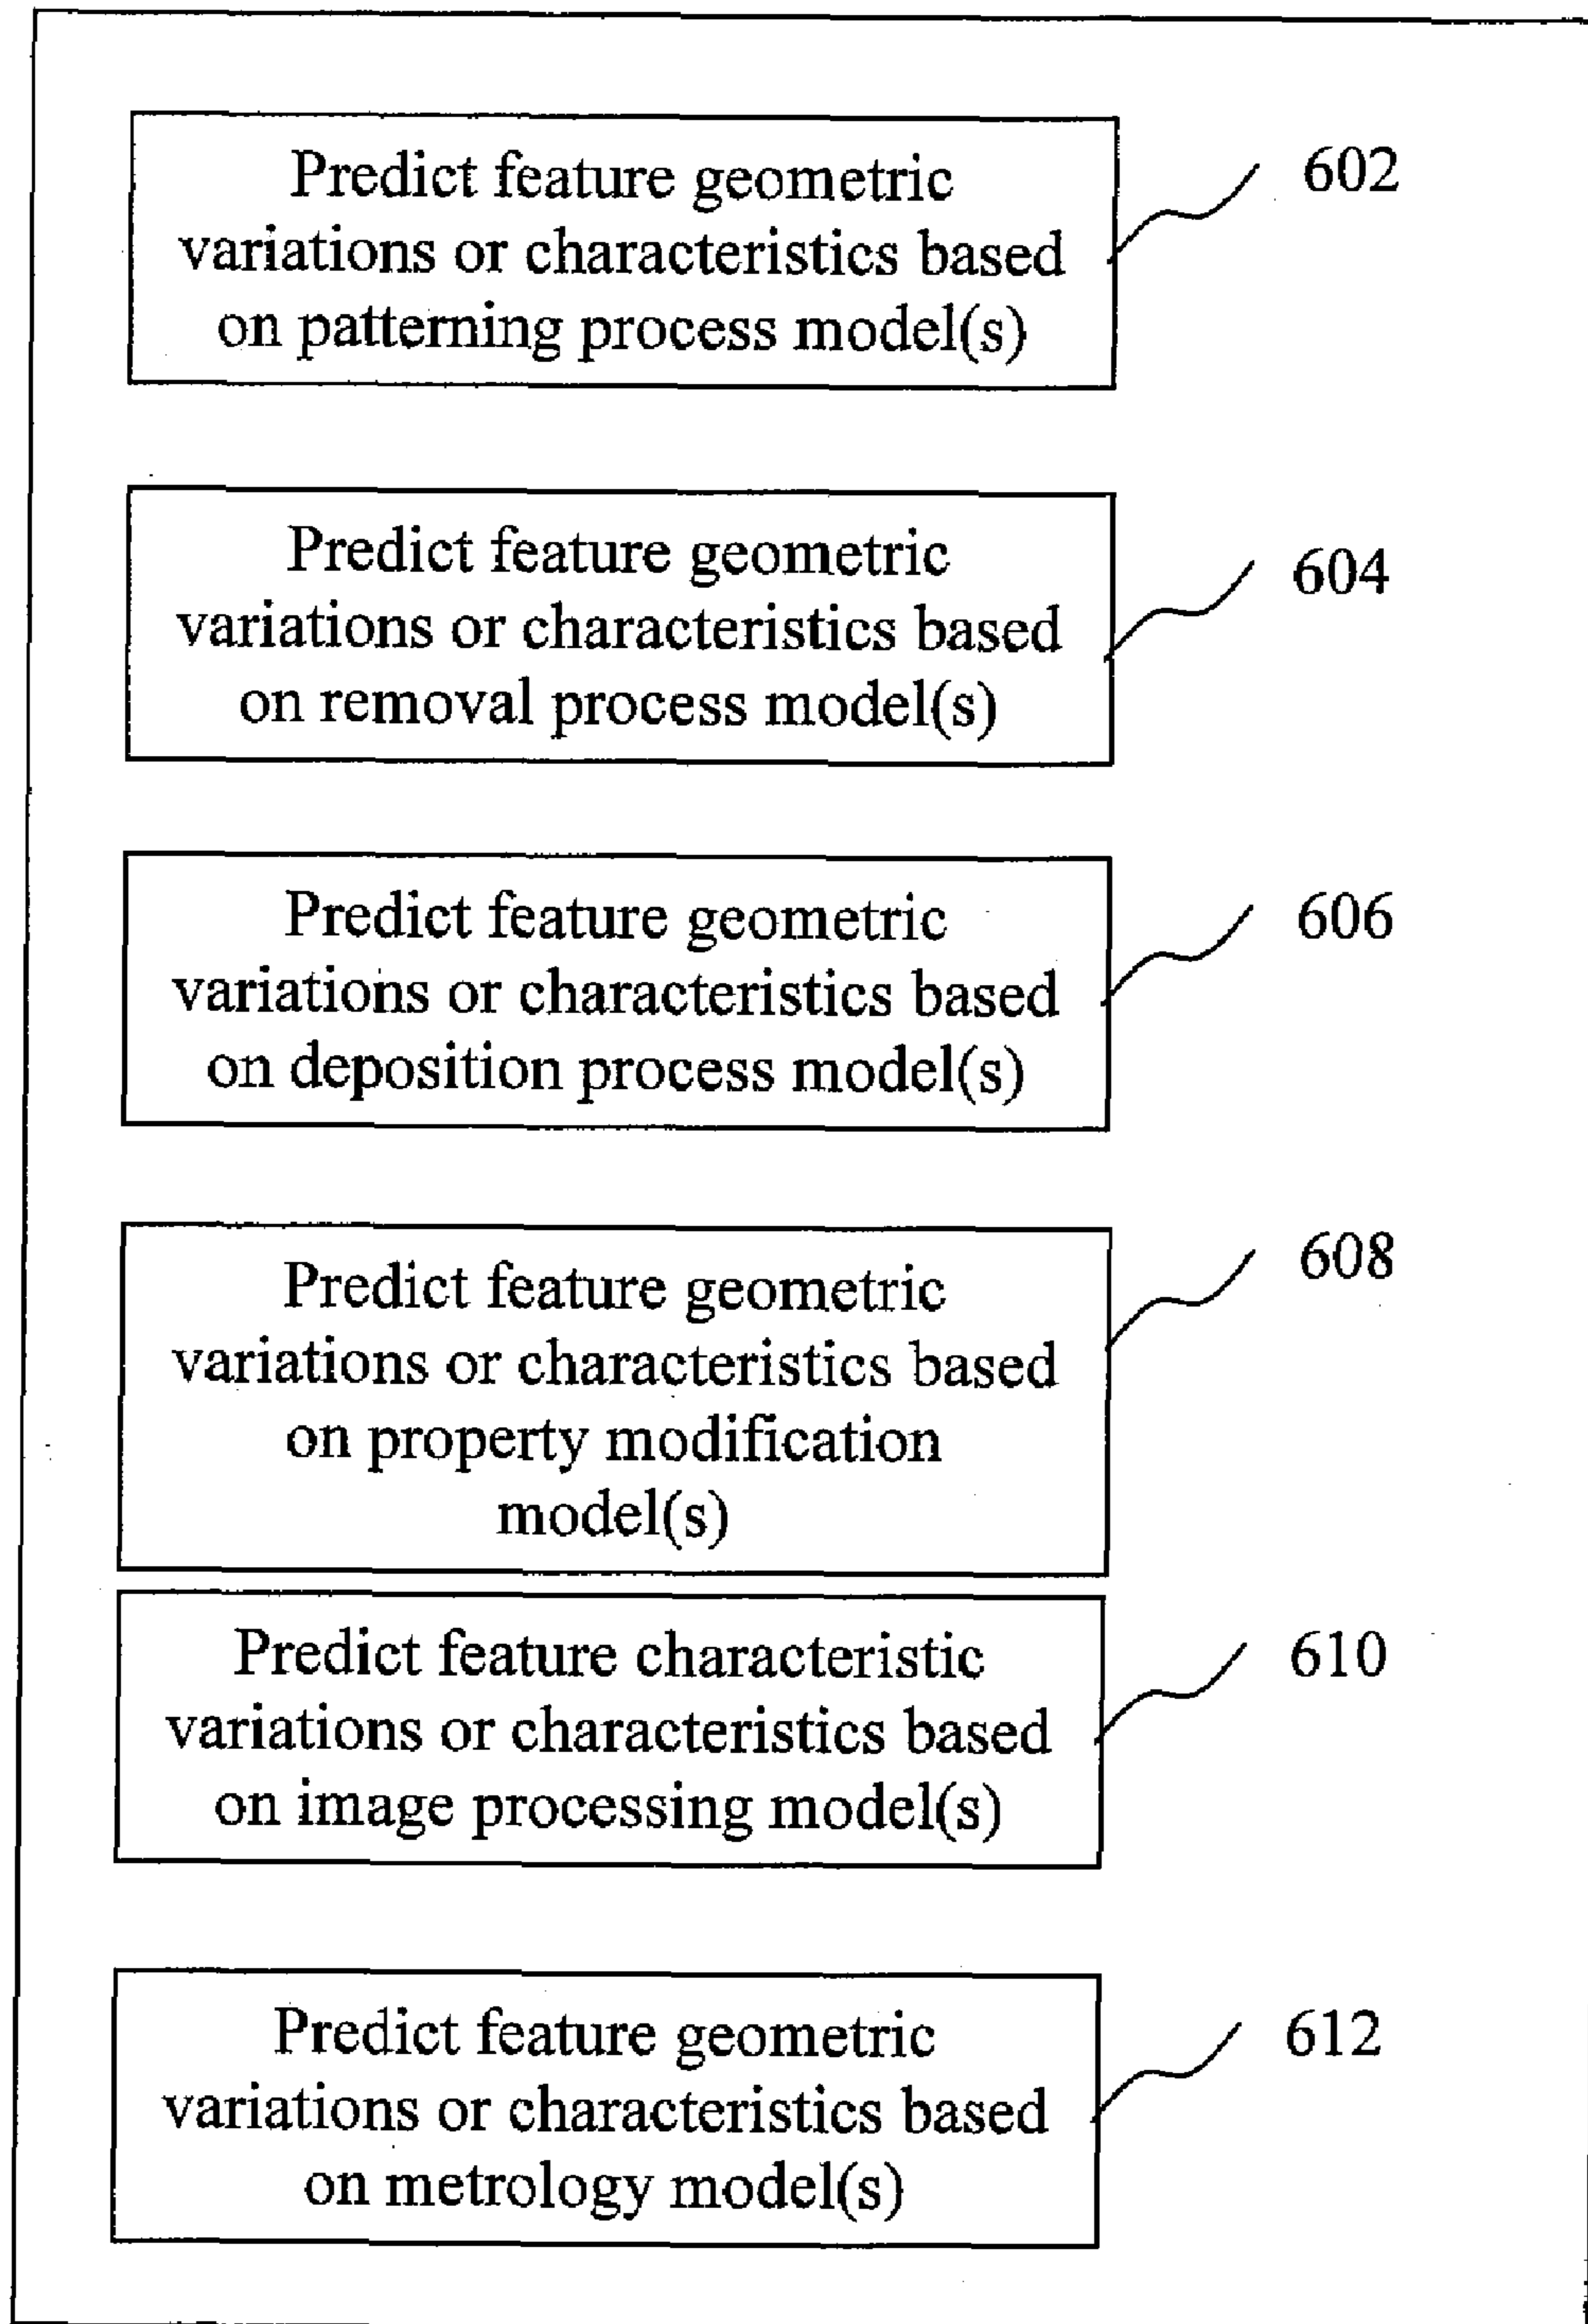 Predict feature geometric
variations or characteristics based
on patterning process model(s)
602
Predict feature geometric
variations or characteristics based
on removal process model(s)
604
Predict feature geometric
variations or characteristics based
on deposition process model(s)
606
Predict feature geometric
variations or characteristics based
on property modification
model(s)
608
Predict feature characteristic
variations or characteristics based
on image processing model(s)
610
Predict feature geometric
variations or characteristics based
on metrology model(s)
612